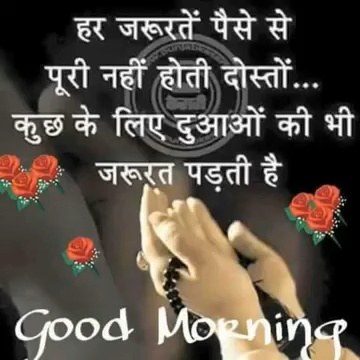 हर जरूरतें पैसे से
पूरी नहीं होती दोस्तों...
कुछ के लिए दुआओं की भी
जरूरत पड़ती है
Good Morning